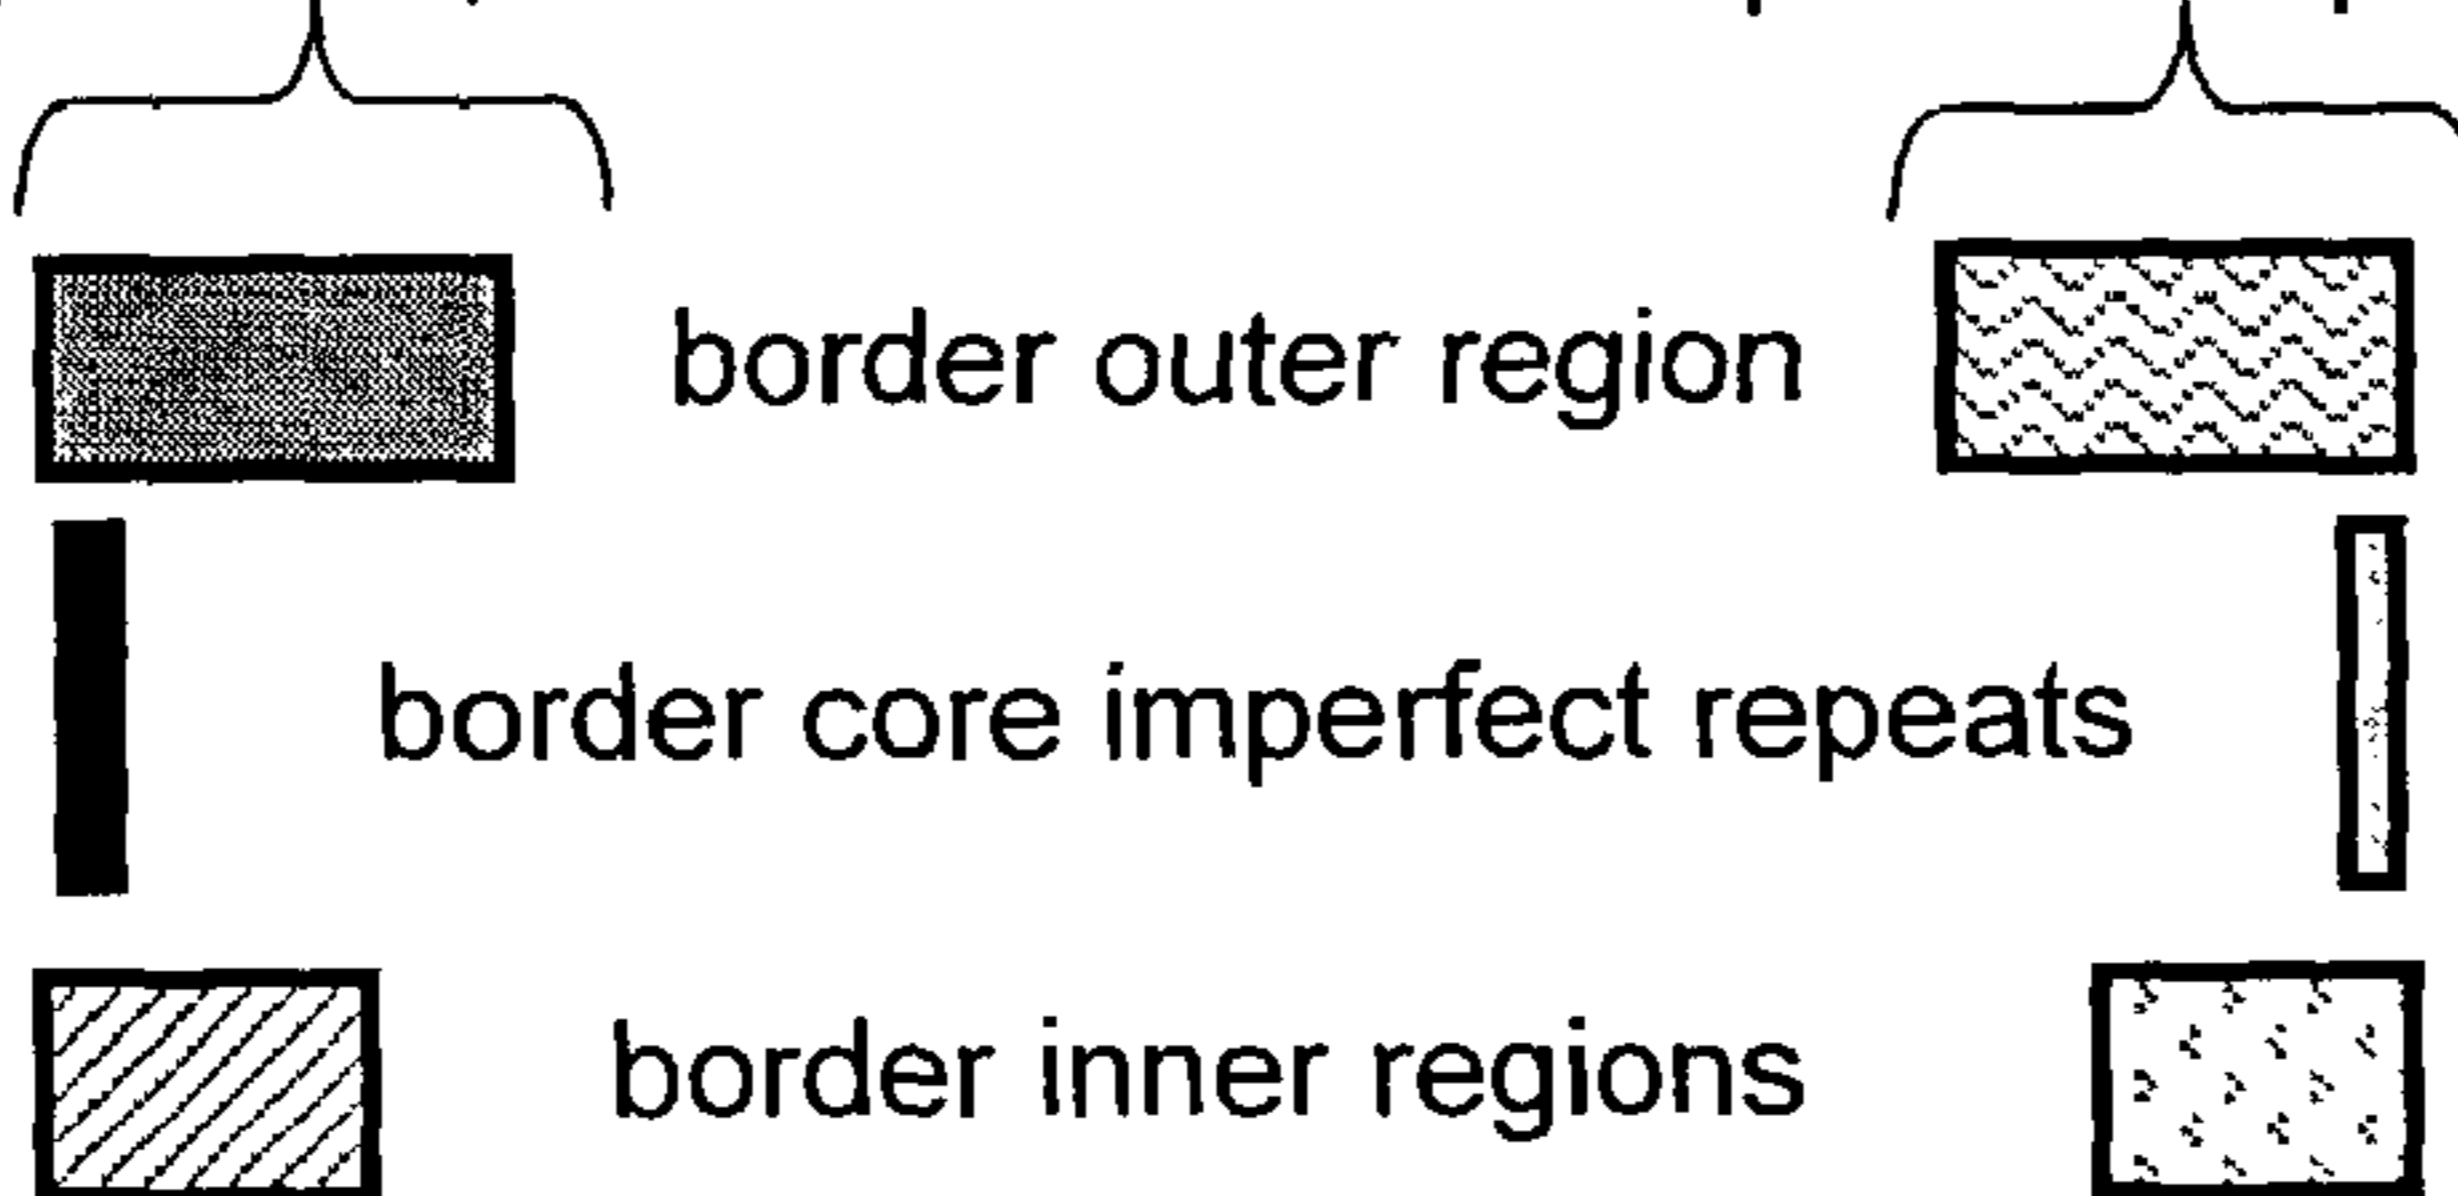 border outer region
border core imperfect repeats
border inner regions